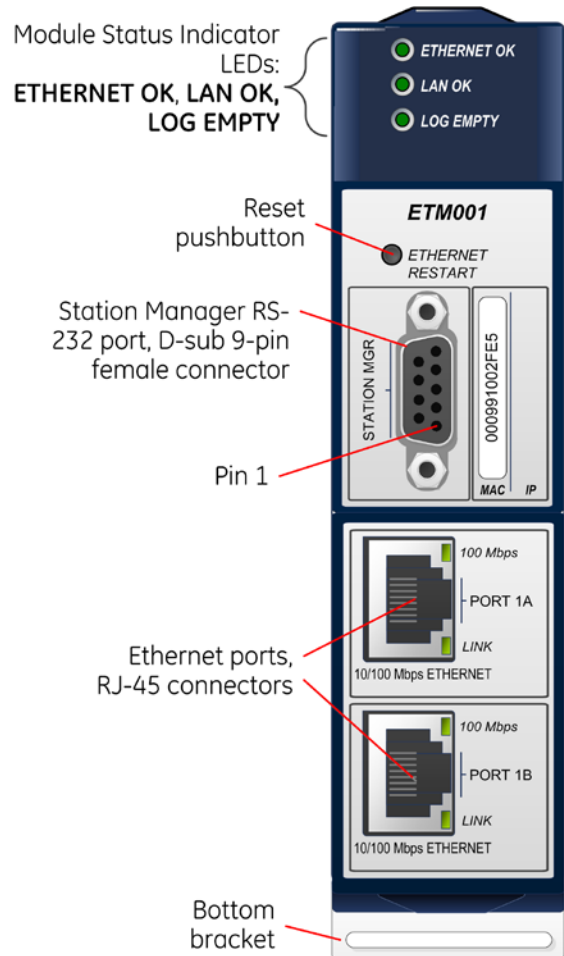 Module Status Indicator
LEDs:
ETHERNET OK, LAN OK,
LOG EMPTY
ETHERNET OK
LAN OK
LOG EMPTY
ETM001
Reset
pushbutton
ETHERNET
RESTART
Station Manager RS-
232 port, D-sub 9-pin
female connector
STATION MGR
000991002FE5
Pin 1
MAC IP
100 Mbps
PORT 1A
LINK
10/100 Mbps ETHERNET
Ethernet ports,
RJ-45 connectors
100 Mbps
PORT 1B
LINK
10/100 Mbps ETHERNET
Bottom
bracket